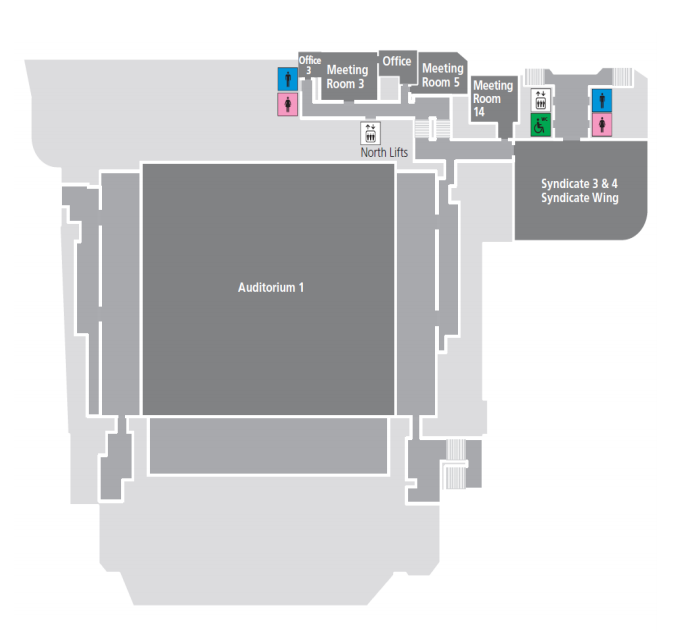 Office
3
Meeting
Room 3
Office
Meeting
Room 5
Meeting
Room
14
WC
North Lifts
Syndicate 3 & 4
Syndicate Wing
Auditorium 1